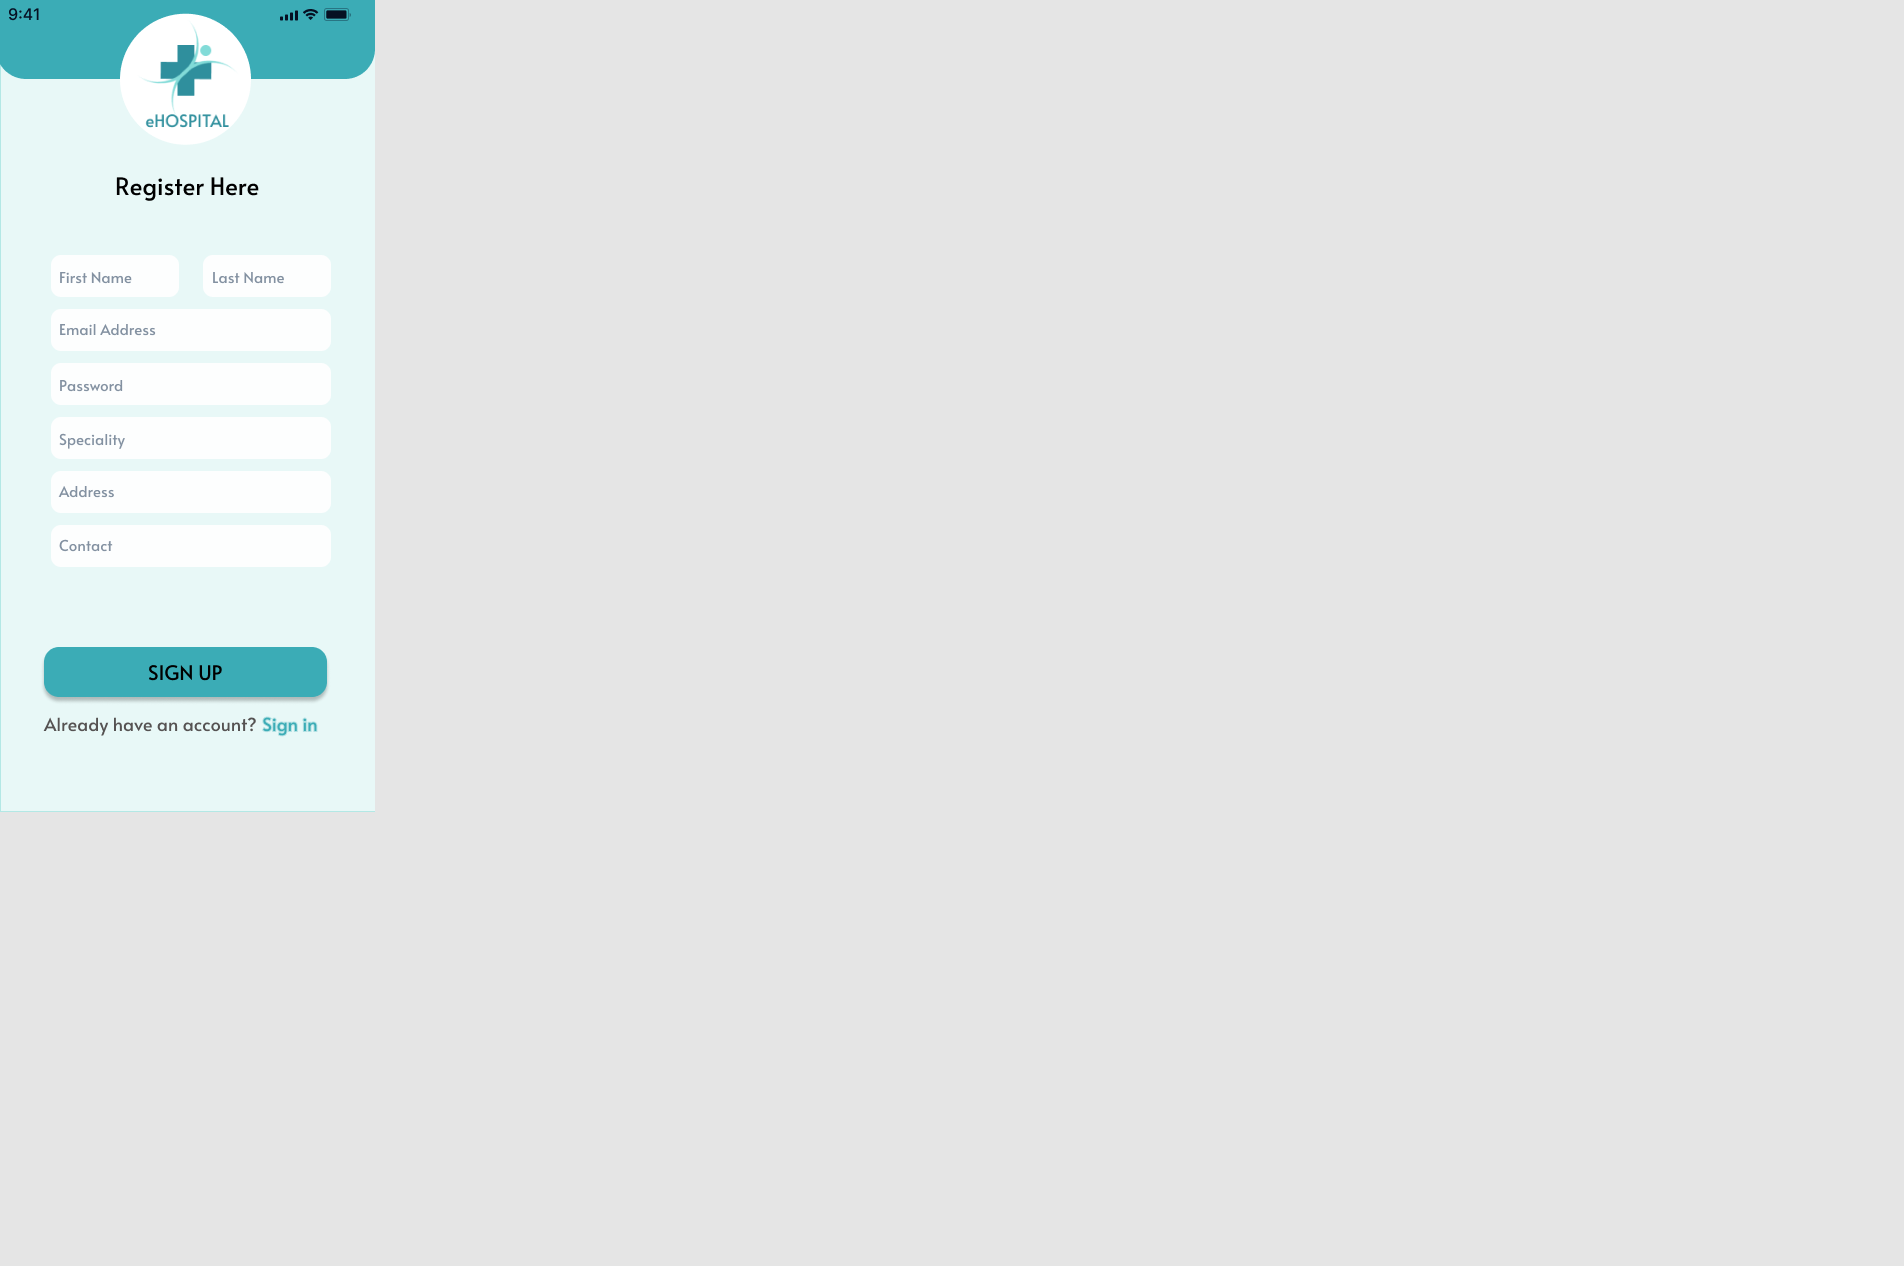 9:41
eHOSPITAL
Register Here
First Name Last Name
Email Address
Password
Speciality
Address
Contact
SIGN UP
Already have an account? Sign in